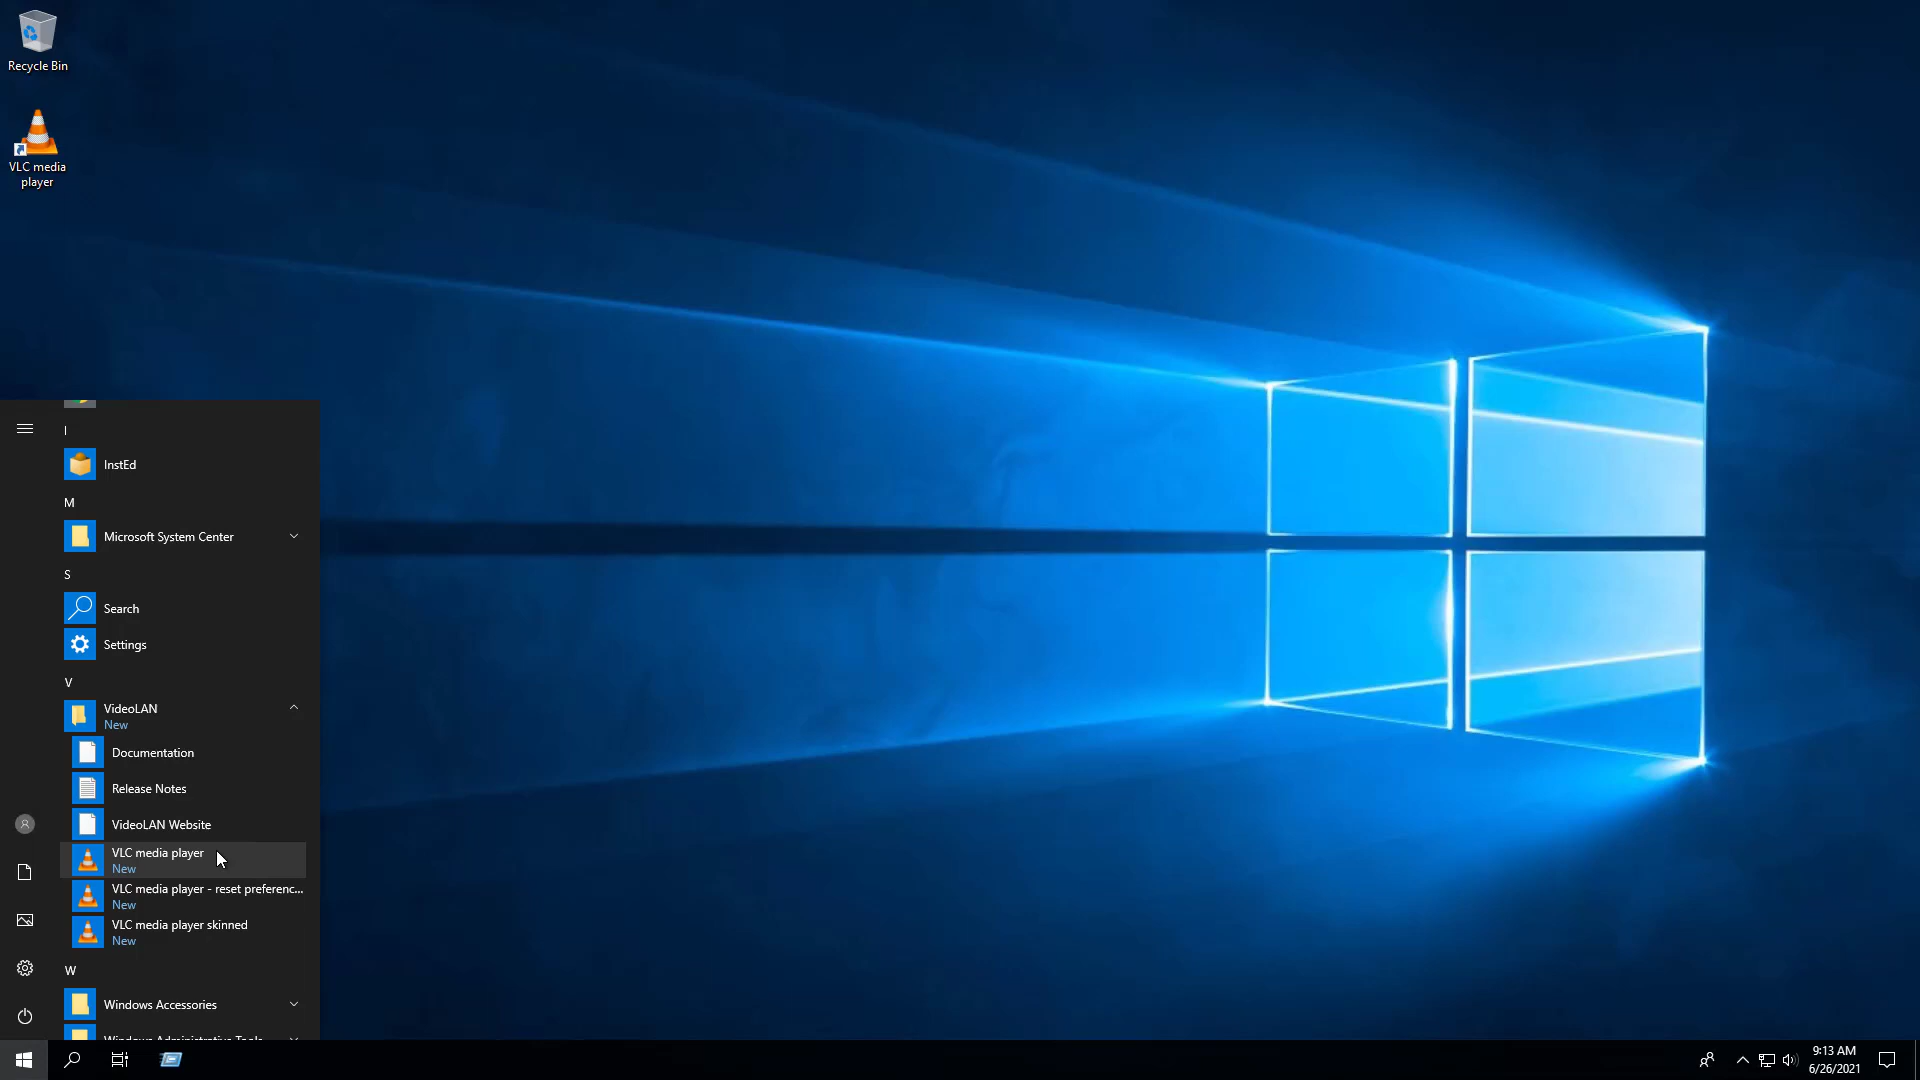 Recycle Bin
VLC media
player
I
InstEd
M
Microsoft System Center
S
Search
Settings
V
VideoLAN
New
Documentation
Release Notes
VideoLAN Website
VLC media player
New
VLC media player - reset preferenc...
New
VLC media player skinned
New
W
Windows Accessories
Windows Administrative Tools
9:13 AM
6/26/2021